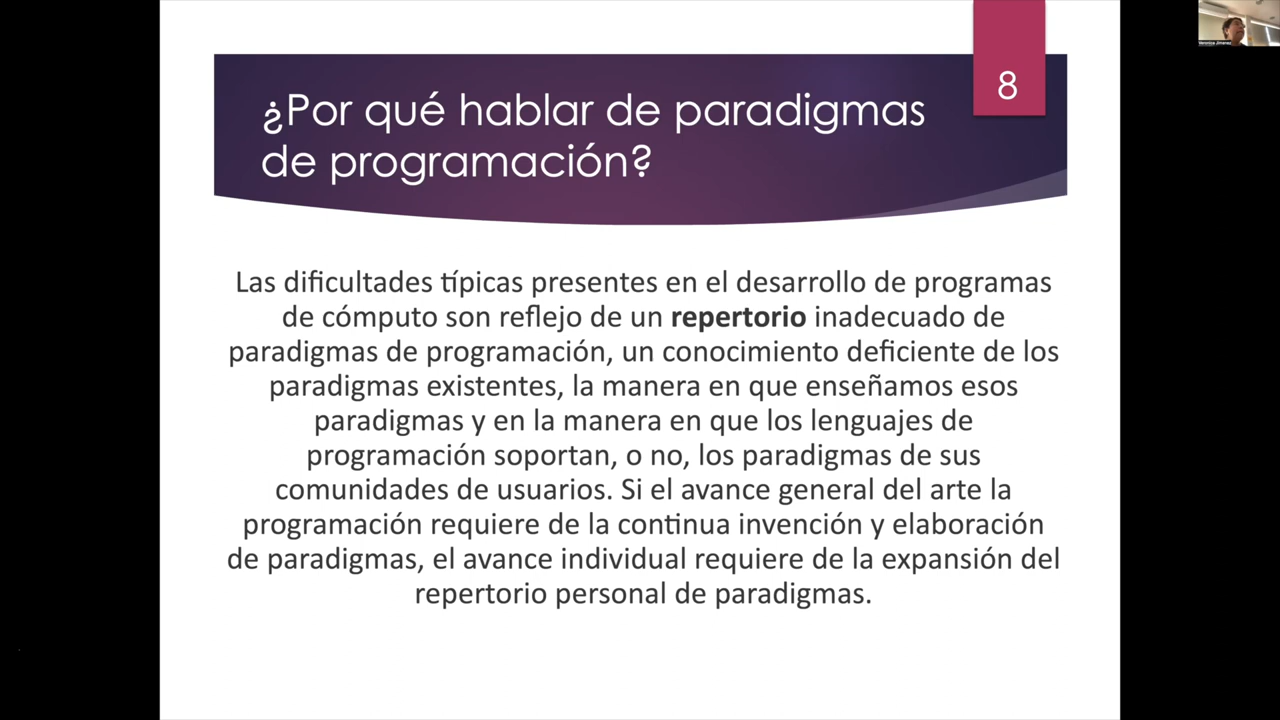 8
¿Por qué hablar de paradigmas
de programación?
Las dificultades típicas presentes en el desarrollo de programas
de cómputo son reflejo de un repertorio inadecuado de
paradigmas de programación, un conocimiento deficiente de los
paradigmas existentes, la manera en que enseñamos esos
paradigmas y en la manera en que los lenguajes de
programación soportan, o no, los paradigmas de sus
comunidades de usuarios. Si el avance general del arte la
programación requiere de la continua invención y elaboración
de paradigmas, el avance individual requiere de la expansión del
repertorio personal de paradigmas.